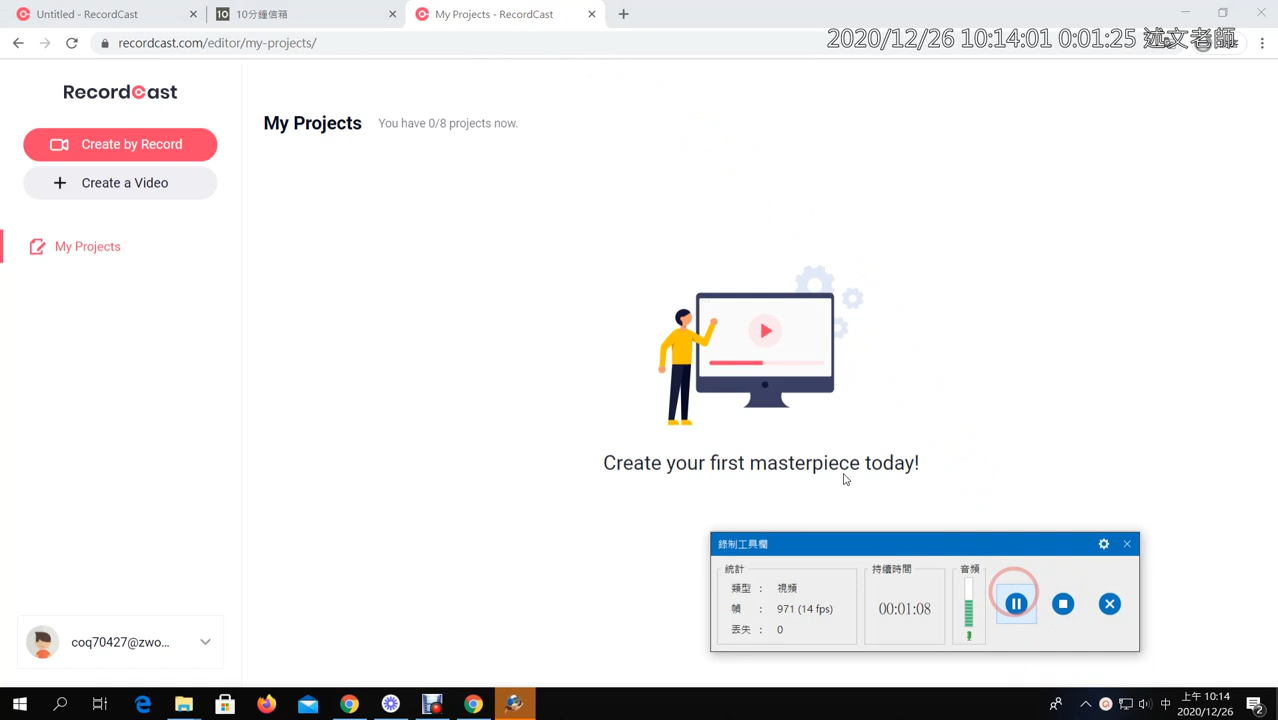 Untitled - RecordCast
10 10分鐘信箱
My Projects - RecordCast
recordcast.com/editor/my-projects/
2020/12/26 10:14:01 0:01:25 述文老師
RecordCast
My Projects
You have 0/8 projects now.
Create by Record
Create a Video
My Projects
Create your first masterpiece today!
錄制工具欄
統計
持續時間
音頻
類型 : 視頻
幀 : 971 (14 fps)
00:01:08
丟失 : 0
coq70427@zwo...
中
上午 10:14
2020/12/26
2